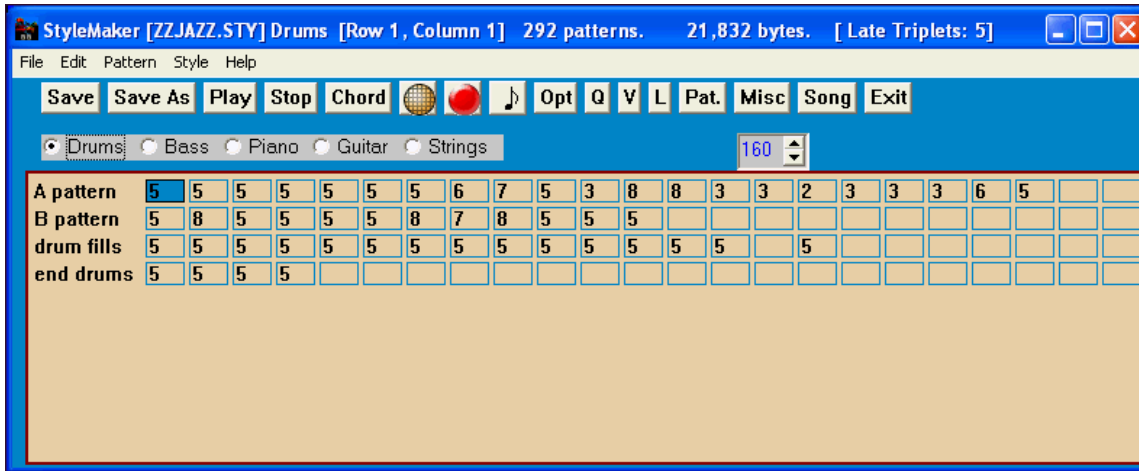 StyleMaker [ZZJAZZ.STY] Drums [Row 1, Column 1] 292 patterns. 21,832 bytes. [ Late Triplets: 5]
File Edit Pattern Style Help
Save Save As Play Stop Chord Opt Q V L Pat. Misc Song Exit
Drums Bass Piano Guitar Strings 160
A pattern 5 5 5 5 5 5 5 6 7 5 3 8 8 3 3 2 3 3 3 6 5
B pattern 5 8 5 5 5 5 8 7 8 5 5 5
drum fills 5 5 5 5 5 5 5 5 5 5 5 5 5 5 5
end drums 5 5 5 5